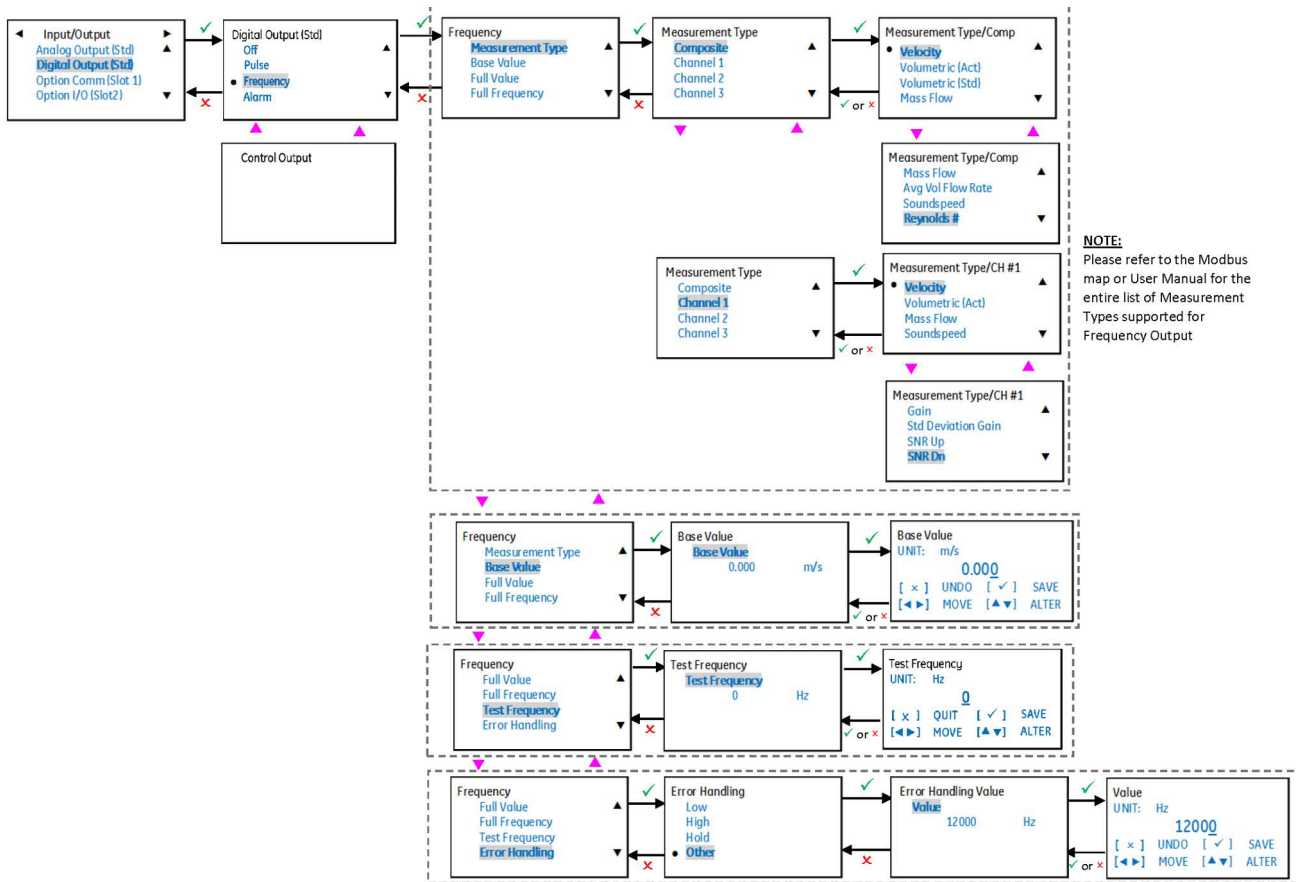 Input/Output
Analog Output (Std)
Digital Output (Std)
Option Comm (Slot 1)
Option I/O (Slot2)
Digital Output (Std)
Off
Pulse
Frequency
Alarm
Control Output
Frequency
Measurement Type
Base Value
Full Value
Full Frequency
Measurement Type
Composite
Channel 1
Channel 2
Channel 3
Measurement Type/Comp
Velocity
Volumetric (Act)
Volumetric (Std)
Mass Flow
✓ or ×
Measurement Type/Comp
Mass Flow
Avg Vol Flow Rate
Soundspeed
Reynolds #
NOTE:
Please refer to the Modbus
map or User Manual for the
entire list of Measurement
Types supported for
Frequency Output
Measurement Type
Composite
Channel 1
Channel 2
Channel 3
Measurement Type/CH #1
Velocity
Volumetric (Act)
Mass Flow
Soundspeed
✓ or ×
Measurement Type/CH #1
Gain
Std Deviation Gain
SNR Up
SNR Dn
Frequency
Measurement Type
Base Value
Full Value
Full Frequency
Base Value
Base Value
0.000 m/s
Base Value
UNIT: m/s
0.000
[ × ] UNDO [ ✓ ] SAVE
[◄ ►] MOVE [▲ ▼] ALTER
✓ or ×
Frequency
Full Value
Full Frequency
Test Frequency
Error Handling
Test Frequency
Test Frequency
0 Hz
Test Frequency
UNIT: Hz
0
[ × ] QUIT [ ✓ ] SAVE
[◄ ►] MOVE [▲ ▼] ALTER
✓ or ×
Frequency
Full Value
Full Frequency
Test Frequency
Error Handling
Error Handling
Low
High
Hold
Other
Error Handling Value
Value
12000 Hz
Value
UNIT: Hz
12000
[ × ] UNDO [ ✓ ] SAVE
[◄ ►] MOVE [▲ ▼] ALTER
✓ or ×